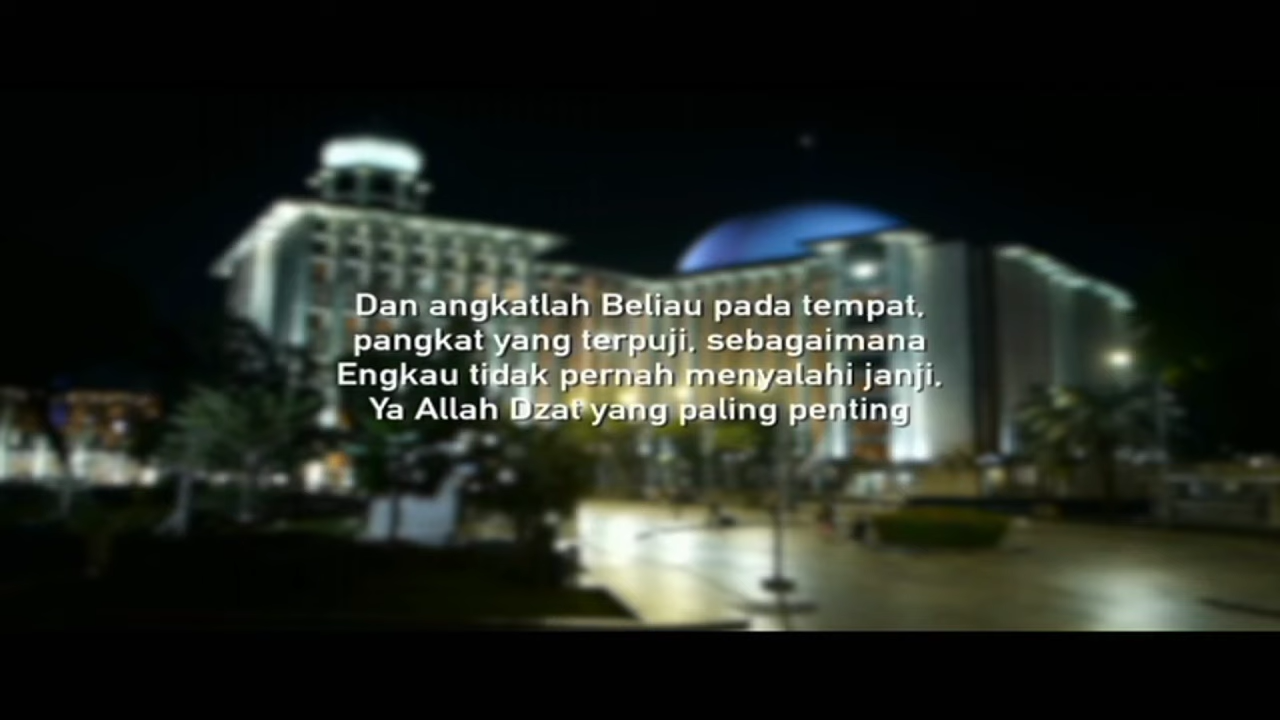 Dan angkatlah Beliau pada tempat,
pangkat yang terpuji, sebagaimana
Engkau tidak pernah menyalahi janji.
Ya Allah Dzat yang paling penting